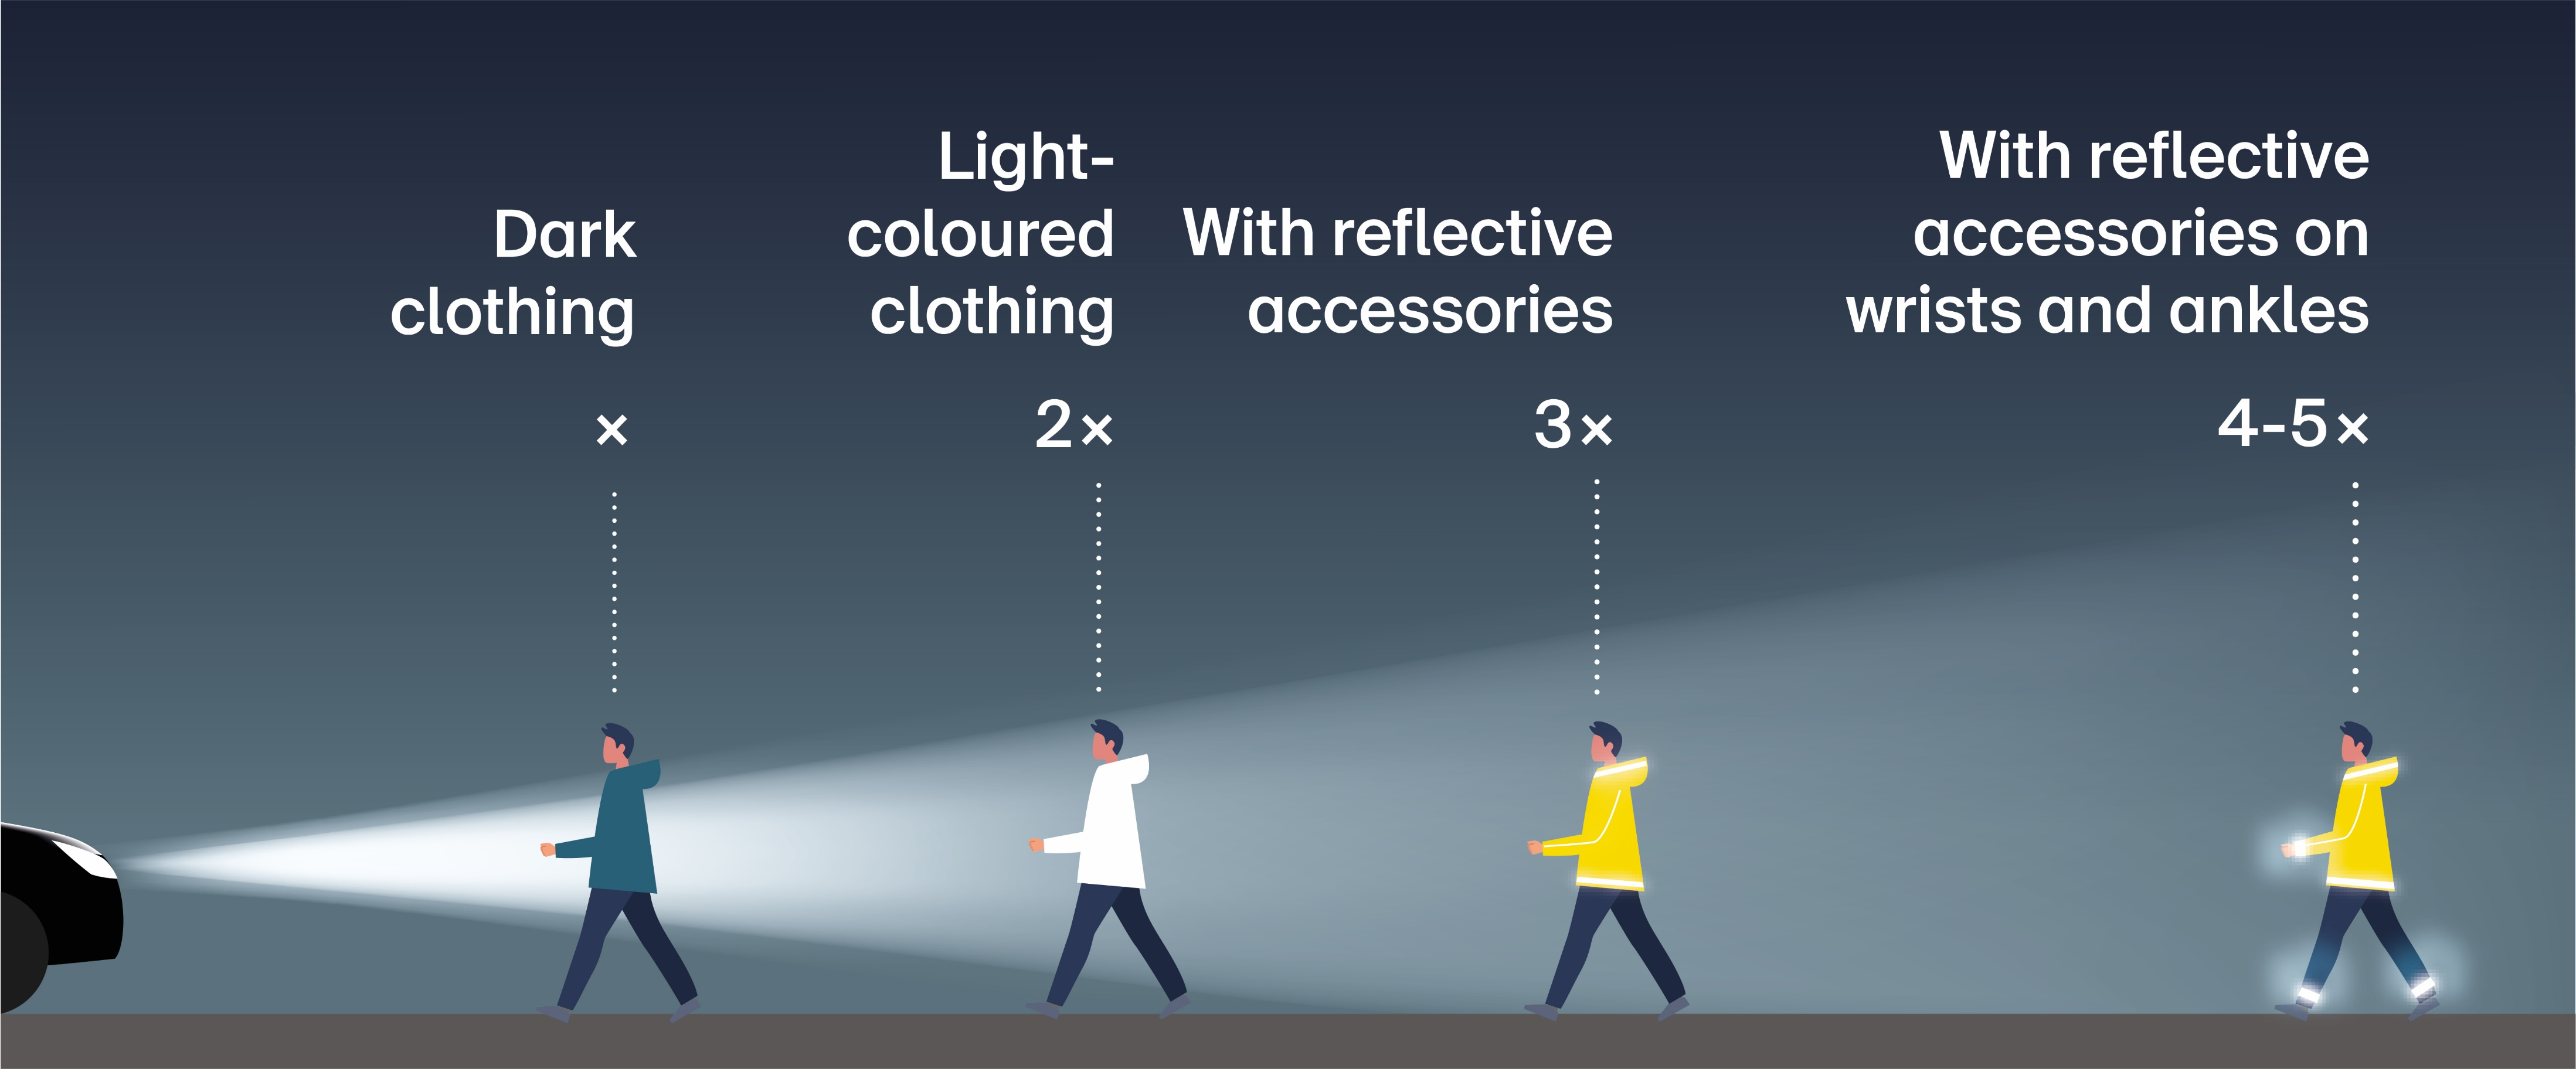 Dark
clothing
×
Light-
coloured
clothing
2×
With reflective
accessories
3×
With reflective
accessories on
wrists and ankles
4-5×